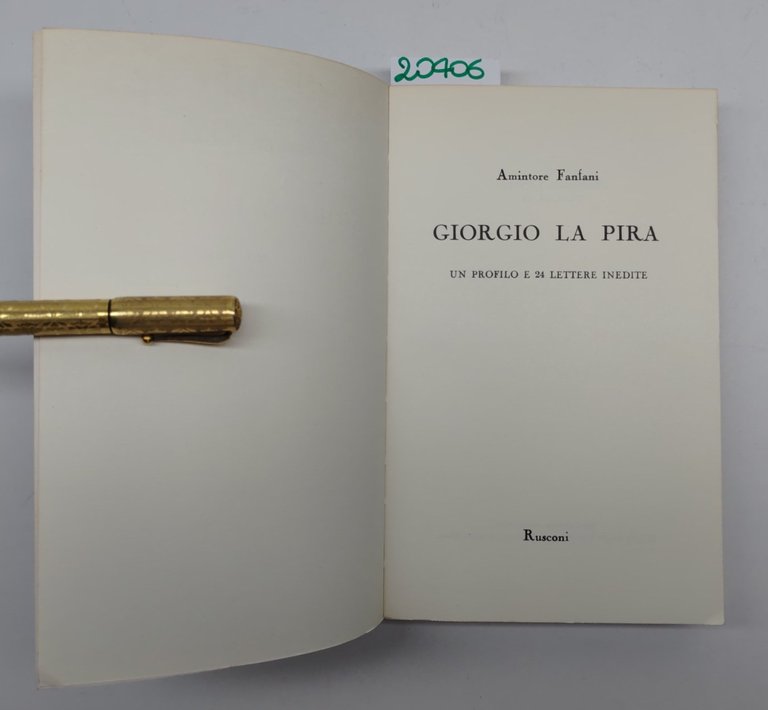 20406
Amintore Fanfani
GIORGIO LA PIRA
UN PROFILO E 24 LETTERE INEDITE
Rusconi